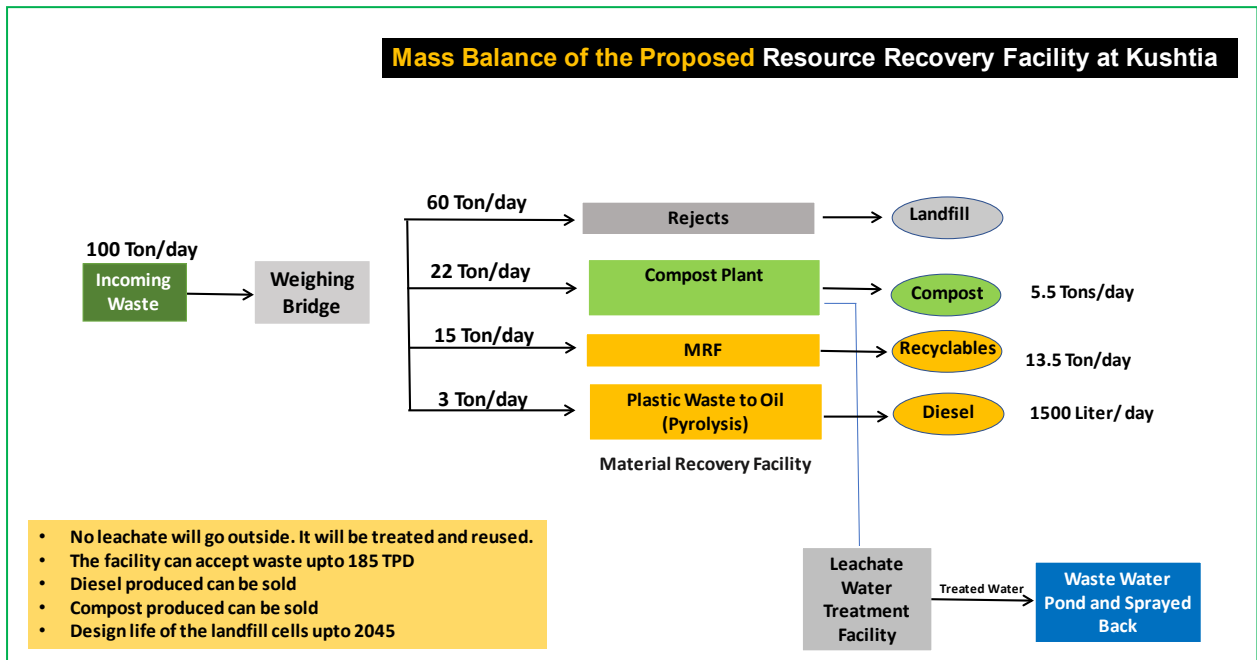 Mass Balance of the Proposed Resource Recovery Facility at Kushtia
100 Ton/day
Incoming
Waste
Weighing
Bridge
60 Ton/day
Rejects
Landfill
22 Ton/day
Compost Plant
Compost
5.5 Tons/day
15 Ton/day
MRF
Recyclables
13.5 Ton/day
3 Ton/day
Plastic Waste to Oil
(Pyrolysis)
Diesel
1500 Liter/ day
Material Recovery Facility
• No leachate will go outside. It will be treated and reused.
• The facility can accept waste upto 185 TPD
• Diesel produced can be sold
• Compost produced can be sold
• Design life of the landfill cells upto 2045
Leachate
Water
Treatment
Facility
Treated Water
Waste Water
Pond and Sprayed
Back